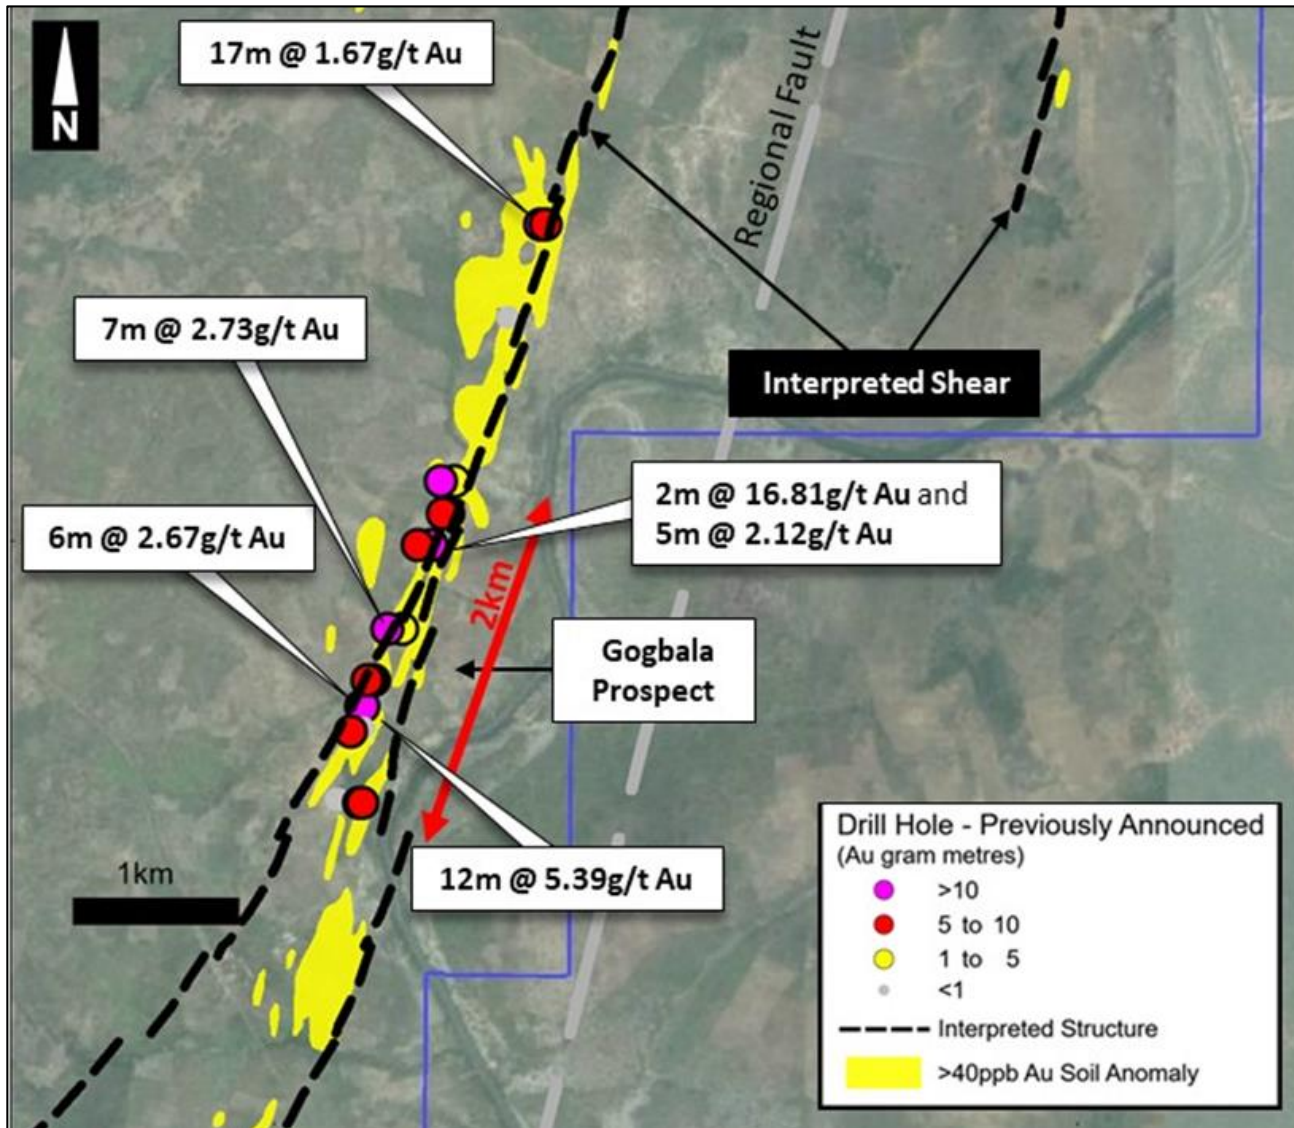 N
17m @ 1.67g/t Au
Regional Fault
7m @ 2.73g/t Au
Interpreted Shear
2m @ 16.81g/t Au and
5m @ 2.12g/t Au
6m @ 2.67g/t Au
2km
Gogbala
Prospect
12m @ 5.39g/t Au
1km
Drill Hole - Previously Announced
(Au gram metres)
>10
5 to 10
1 to 5
<1
Interpreted Structure
>40ppb Au Soil Anomaly